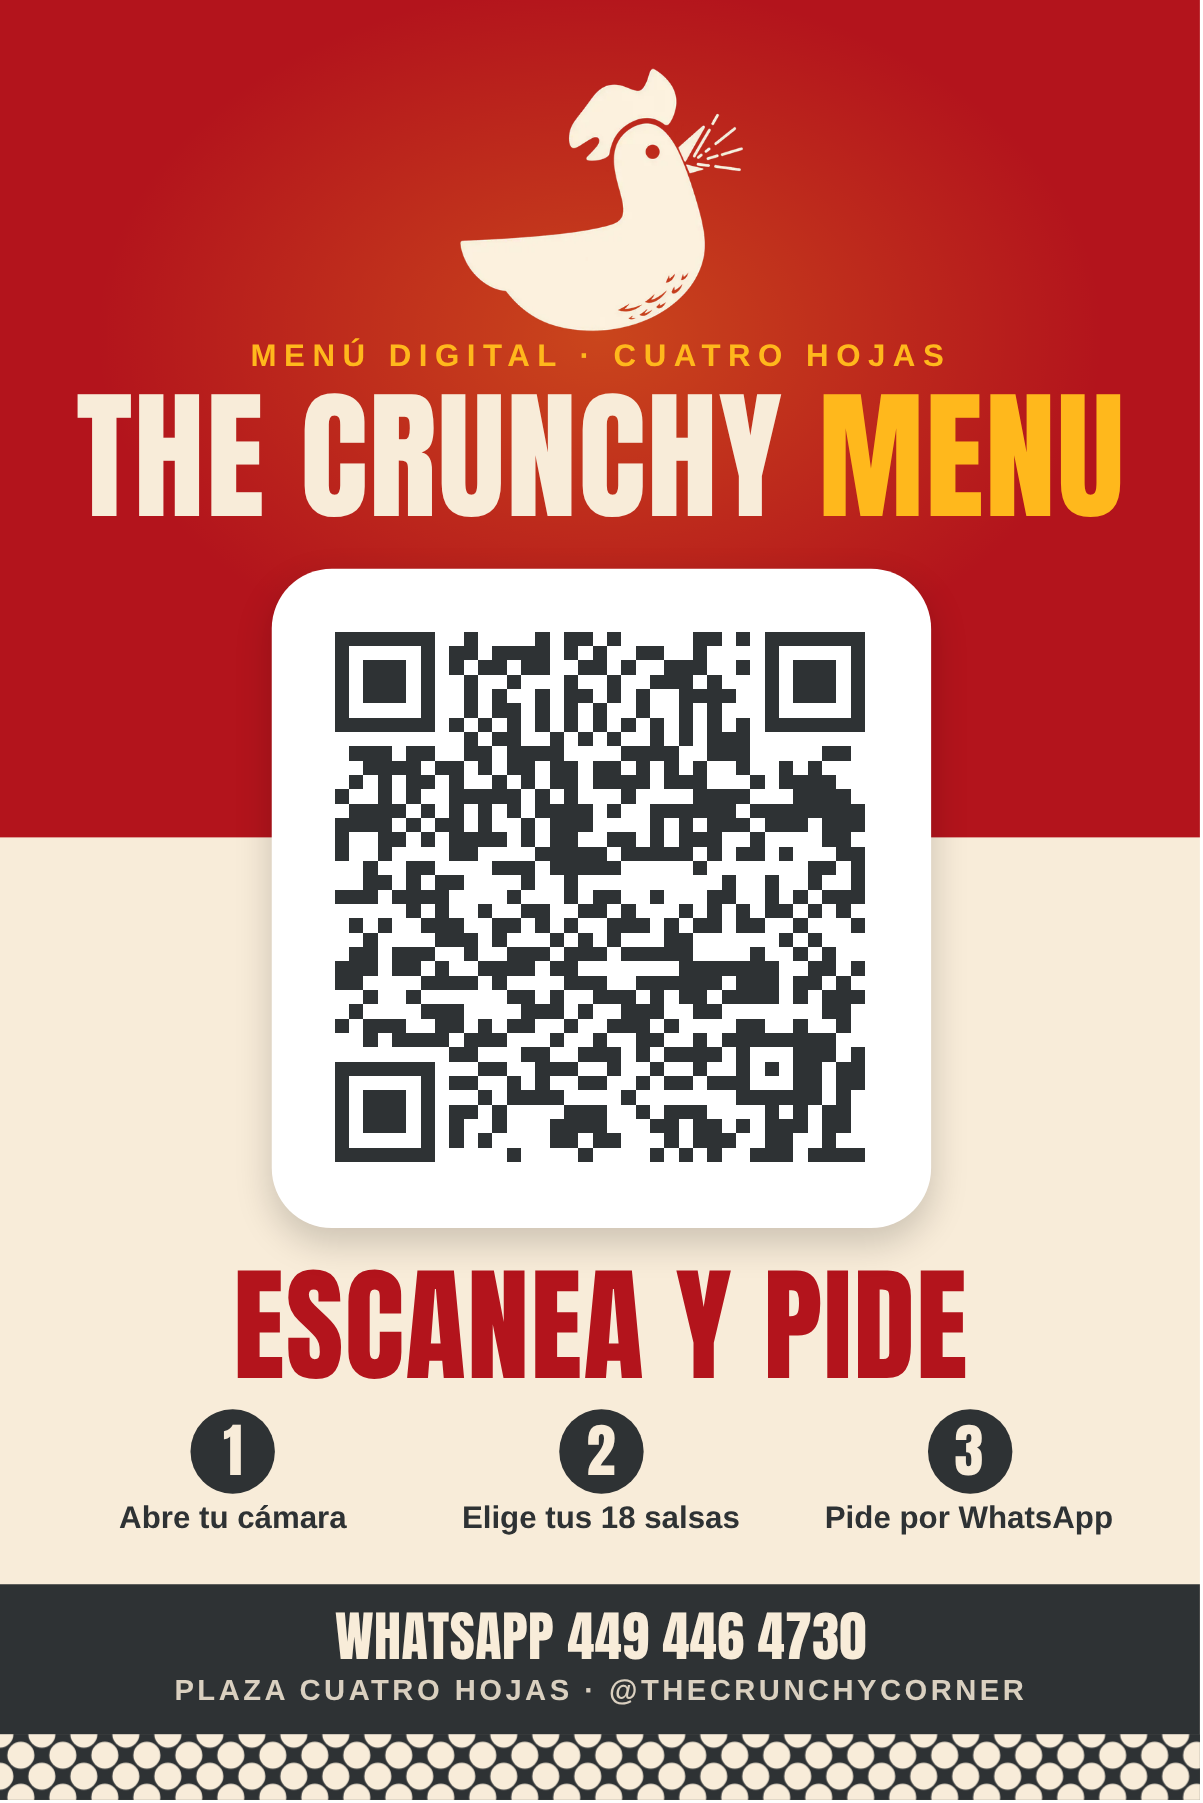 MENÚ DIGITAL · CUATRO HOJAS
THE CRUNCHY MENU
ESCANEA Y PIDE
1
2
3
Abre tu cámara
Elige tus 18 salsas
Pide por WhatsApp
WHATSAPP 449 446 4730
PLAZA CUATRO HOJAS · @THECRUNCHYCORNER